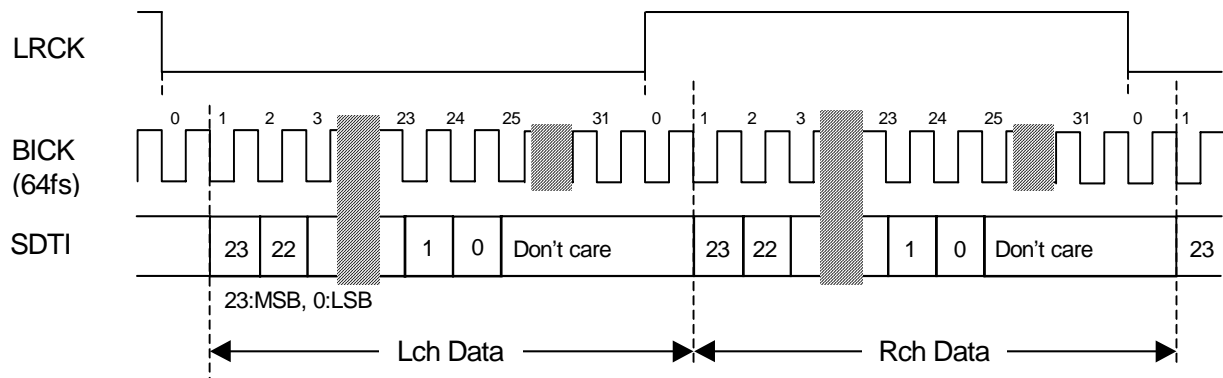 LRCK
0 1 2 3 23 24 25 31 0 1 2 3 23 24 25 31 0 1
BICK
(64fs)
SDTI 23 22 1 0 Don't care 23 22 1 0 Don't care 23
23:MSB, 0:LSB
Lch Data Rch Data